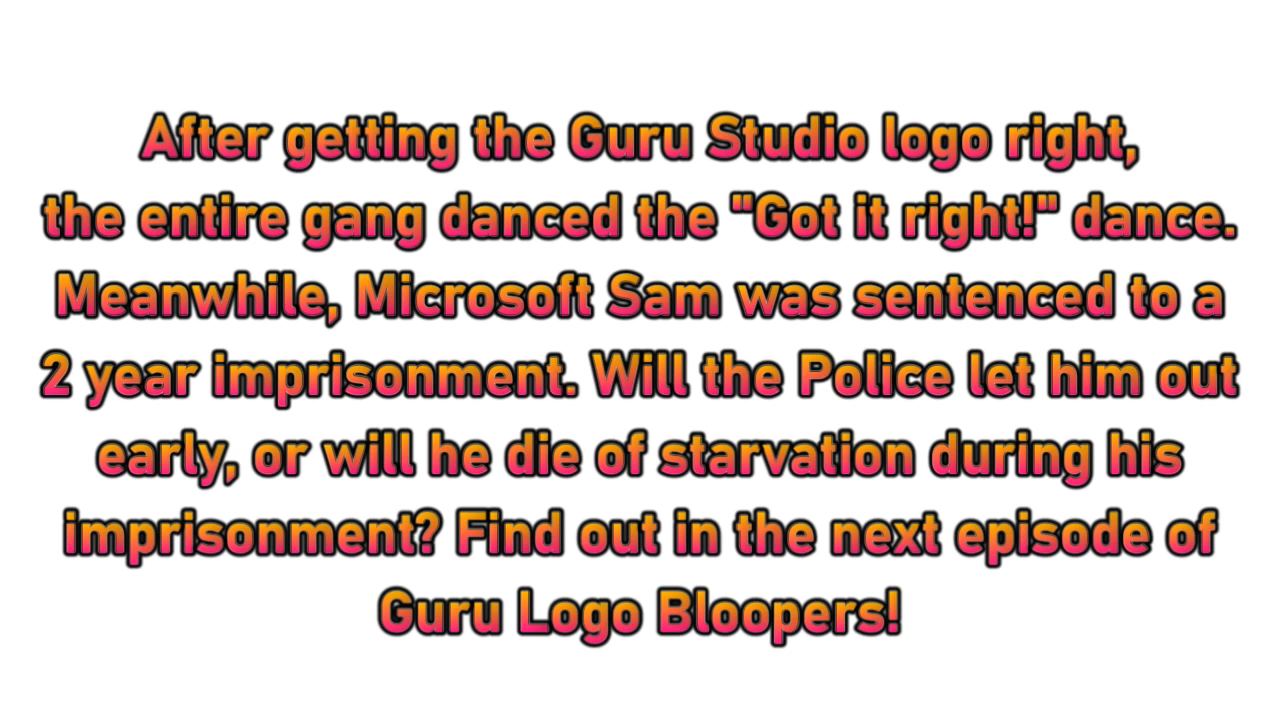 After getting the Guru Studio logo right,
the entire gang danced the "Got it right!" dance.
Meanwhile, Microsoft Sam was sentenced to a
2 year imprisonment. Will the Police let him out
early, or will he die of starvation during his
imprisonment? Find out in the next episode of
Guru Logo Bloopers!